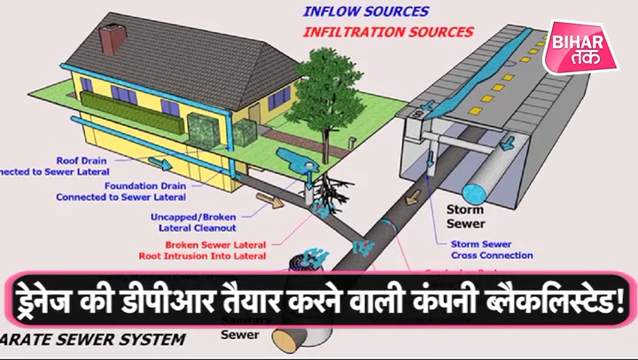 INFLOW SOURCES
INFILTRATION SOURCES
BIHAR
तक
Roof Drain
nected to Sewer Lateral
Foundation Drain
Connected to Sewer Lateral
Uncapped/Broken
Lateral Cleanout
Broken Sewer Lateral
Root Intrusion Into Lateral
Storm
Sewer
Storm Sewer
Cross Connection
ड्रेनेज की डीपीआर तैयार करने वाली कंपनी ब्लैकलिस्टेड!
Sewer
ARATE SEWER SYSTEM